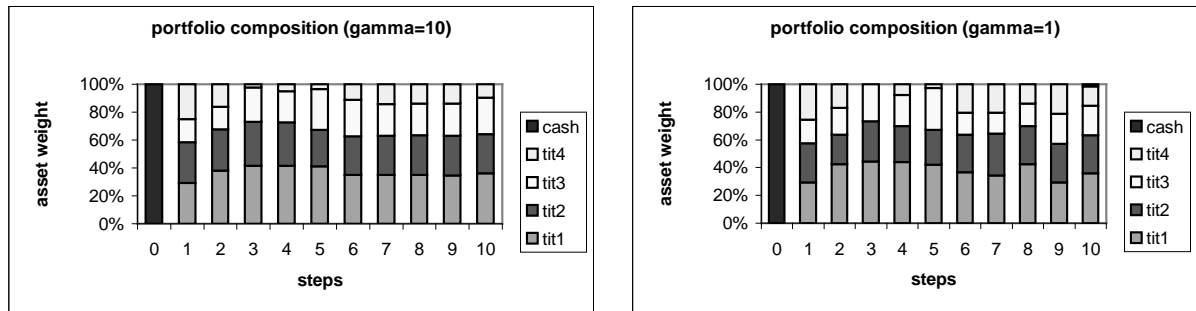 portfolio composition (gamma=10)
asset weight
100%
80%
60%
40%
20%
0%
0 1 2 3 4 5 6 7 8 9 10
steps
cash
tit4
tit3
tit2
tit1
portfolio composition (gamma=1)
asset weight
100%
80%
60%
40%
20%
0%
0 1 2 3 4 5 6 7 8 9 10
steps
cash
tit4
tit3
tit2
tit1